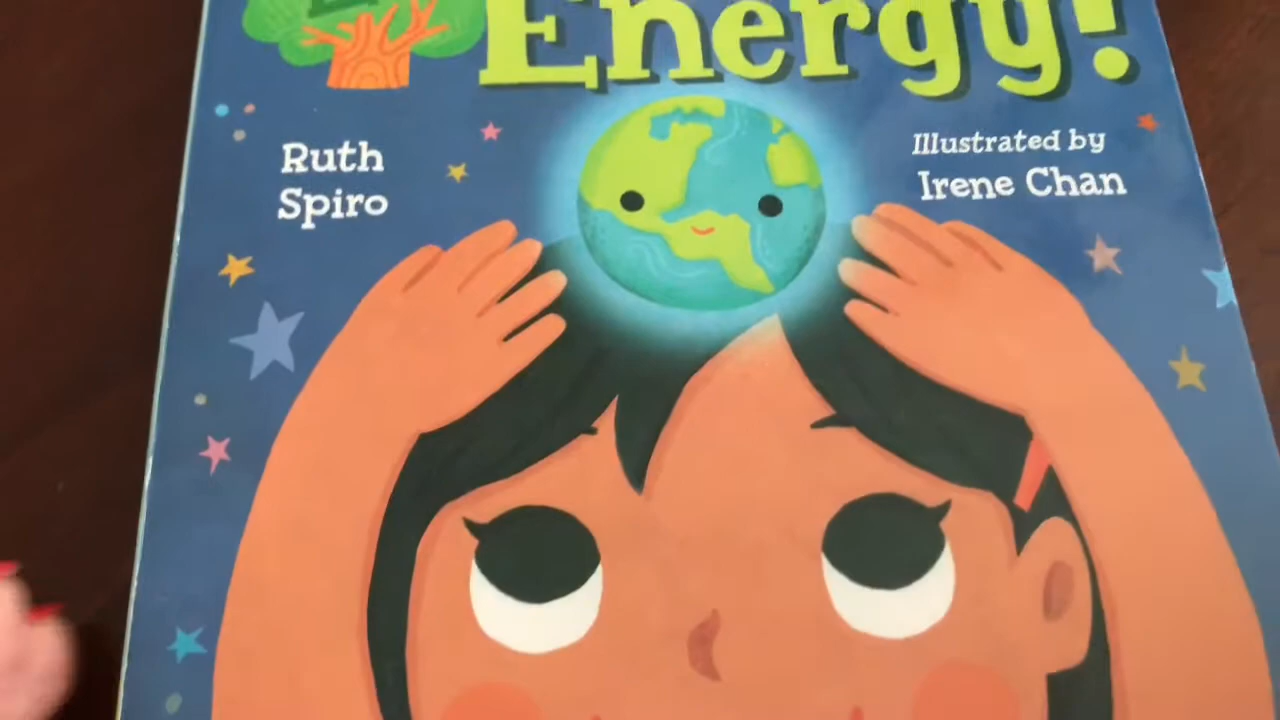 Energy!
Ruth
Spiro
Illustrated by
Irene Chan